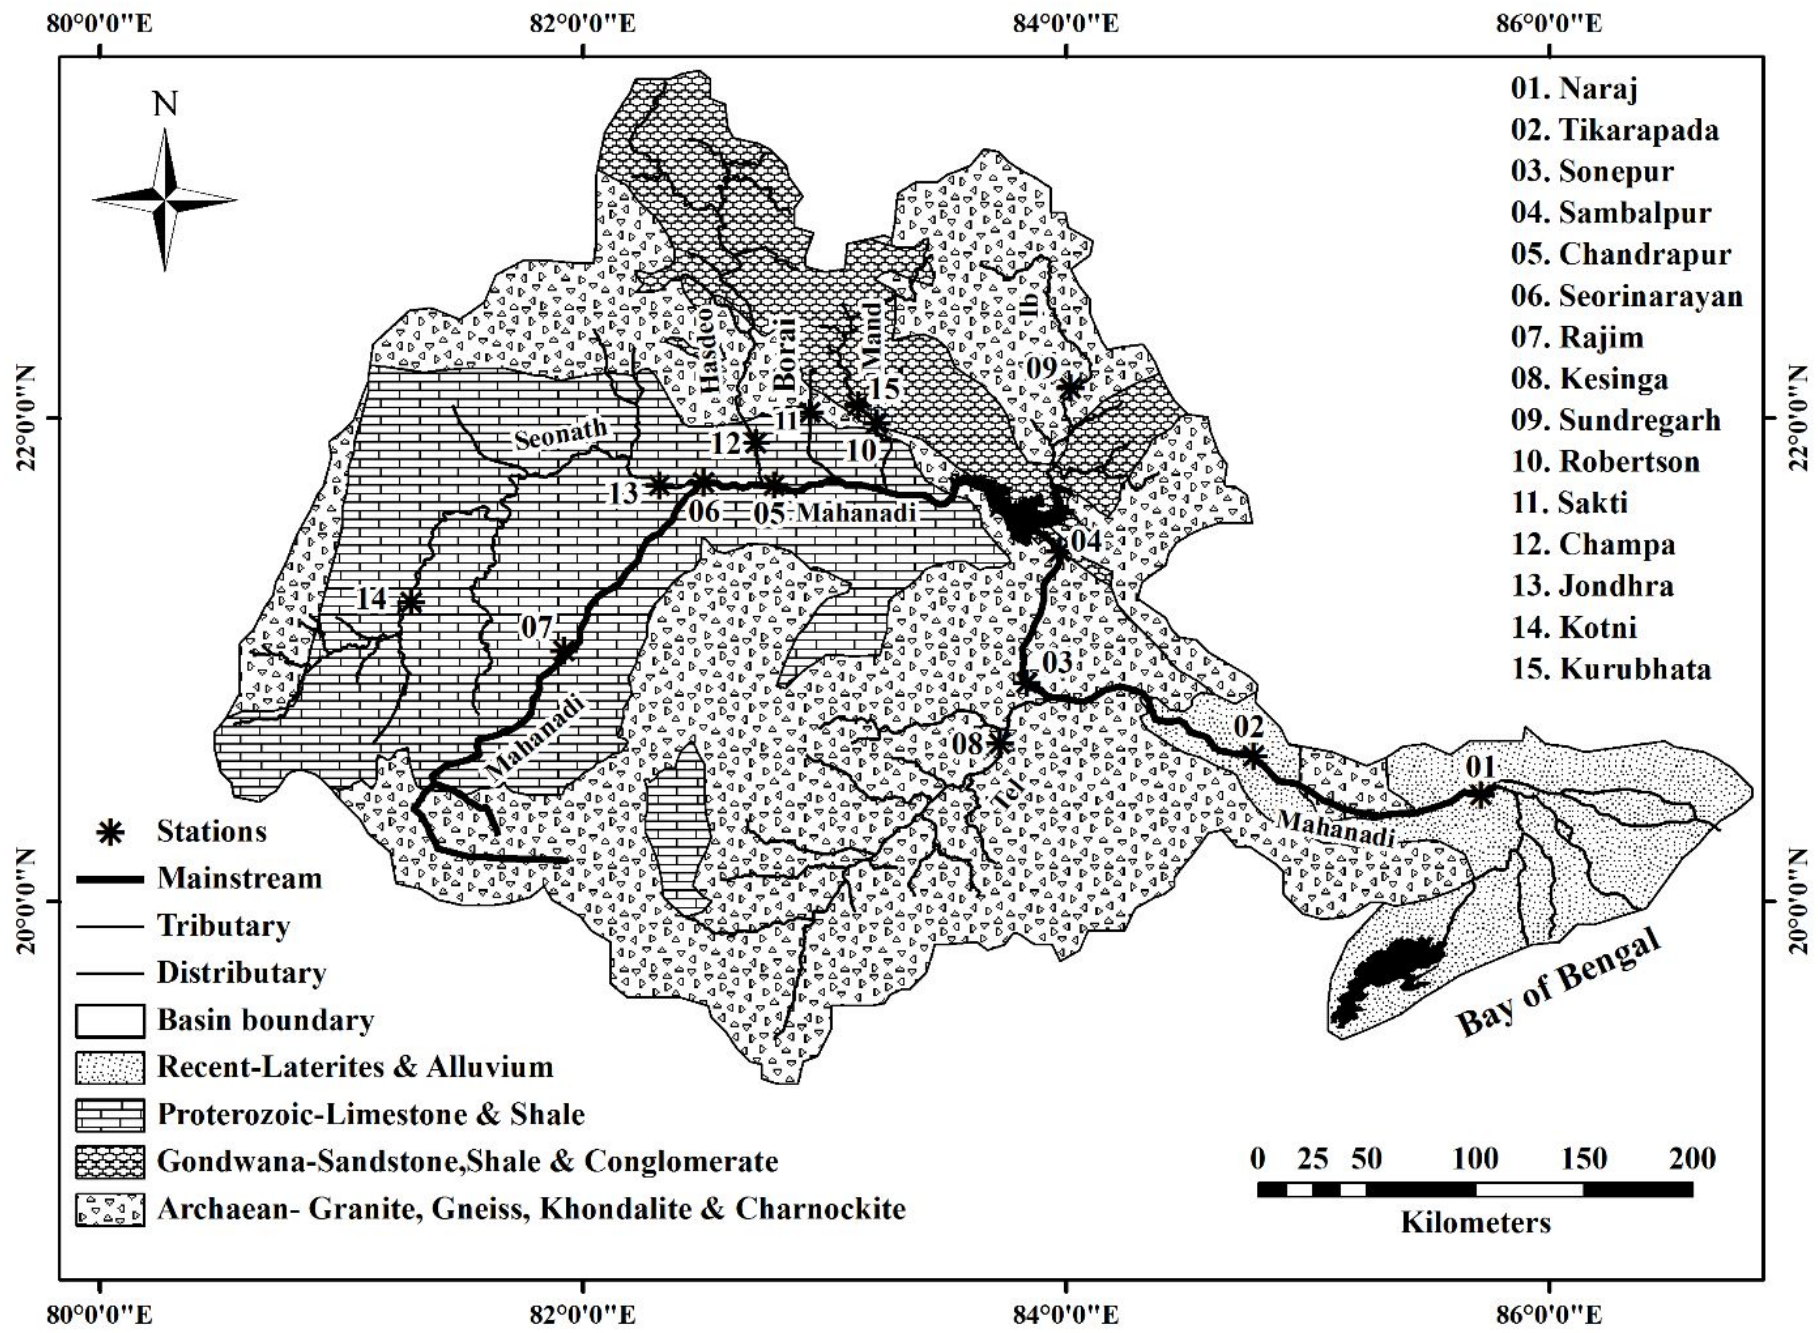 80°0'0"E 82°0'0"E 84°0'0"E 86°0'0"E
N
01. Naraj
02. Tikarapada
03. Sonepur
04. Sambalpur
05. Chandrapur
06. Seorinarayan
07. Rajim
08. Kesinga
09. Sundregarh
10. Robertson
11. Sakti
12. Champa
13. Jondhra
14. Kotni
15. Kurubhata
22°0'0"N
22°0'0"N
20°0'0"N
20°0'0"N
Hasdeo
Borai
Mand
Ib
Seonath
09
15
11
12
10
13
06
05
Mahanadi
04
14
07
03
Mahanadi
08
02
01
Tel
Mahanadi
Bay of Bengal
Stations
Mainstream
Tributary
Distributary
Basin boundary
Recent-Laterites & Alluvium
Proterozoic-Limestone & Shale
Gondwana-Sandstone,Shale & Conglomerate
Archaean- Granite, Gneiss, Khondalite & Charnockite
0 25 50 100 150 200
Kilometers
80°0'0"E 82°0'0"E 84°0'0"E 86°0'0"E